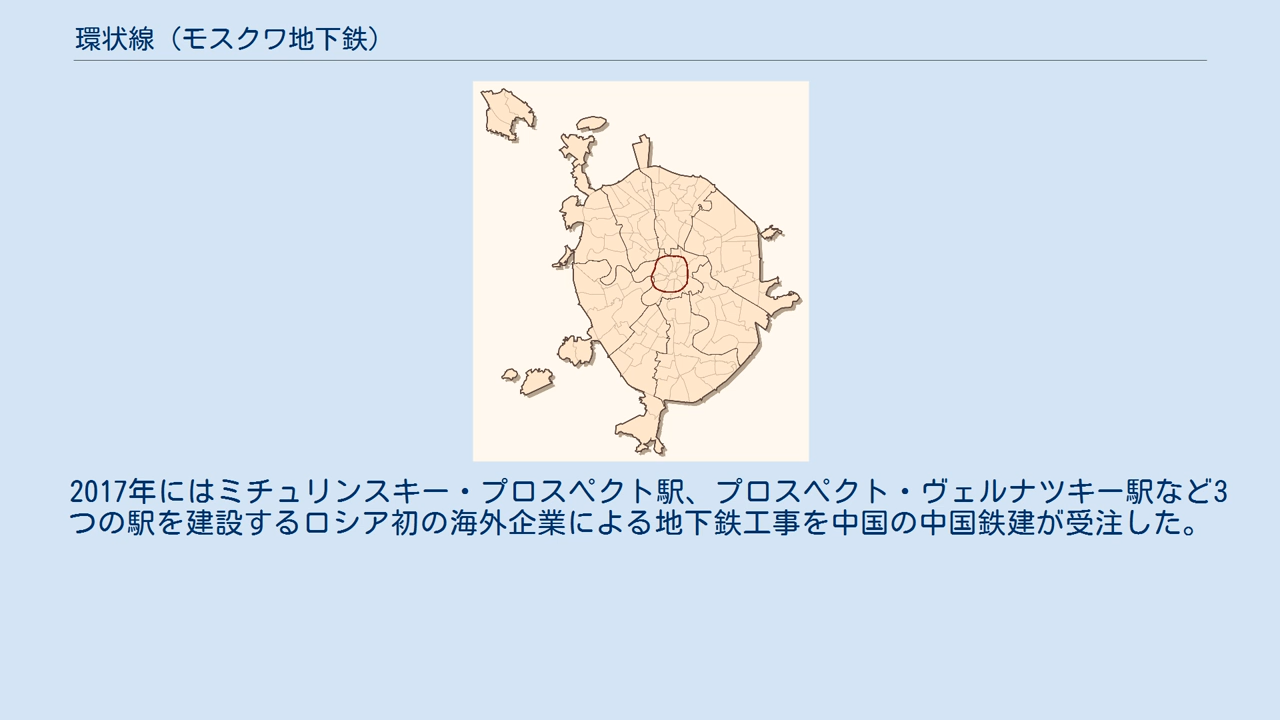 環状線（モスクワ地下鉄）
2017年にはミチュリンスキー・プロスペクト駅、プロスペクト・ヴェルナツキー駅など3
つの駅を建設するロシア初の海外企業による地下鉄工事を中国の中国鉄建が受注した。